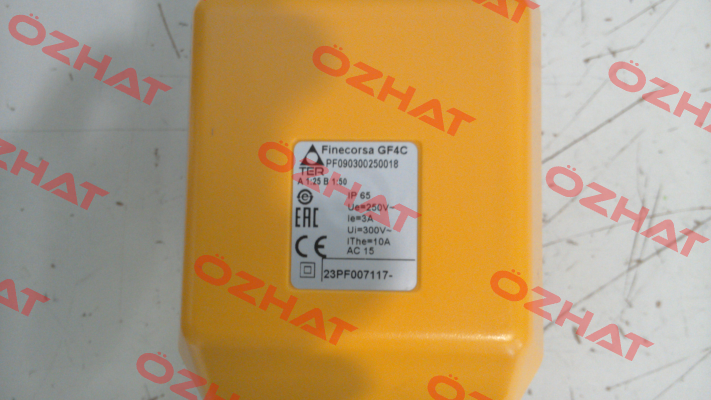 ÖZHAT
ÖZHAT
ÖZHAT
ÖZHAT
Finecorsa GF4C
PF090300250018
TER
A 1:25 B 1:50
IP 65
Ue=250V~
Ie=3A
Ui=300V~
IThe=10A
AC 15
EAC
CE
23PF007117-
ÖZHAT
ÖZHAT
ÖZHAT
ÖZHAT
ÖZHAT